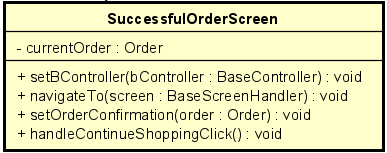 SuccessfulOrderScreen
- currentOrder : Order
+ setBController(bController : BaseController) : void
+ navigateTo(screen : BaseScreenHandler) : void
+ setOrderConfirmation(order : Order) : void
+ handleContinueShoppingClick() : void